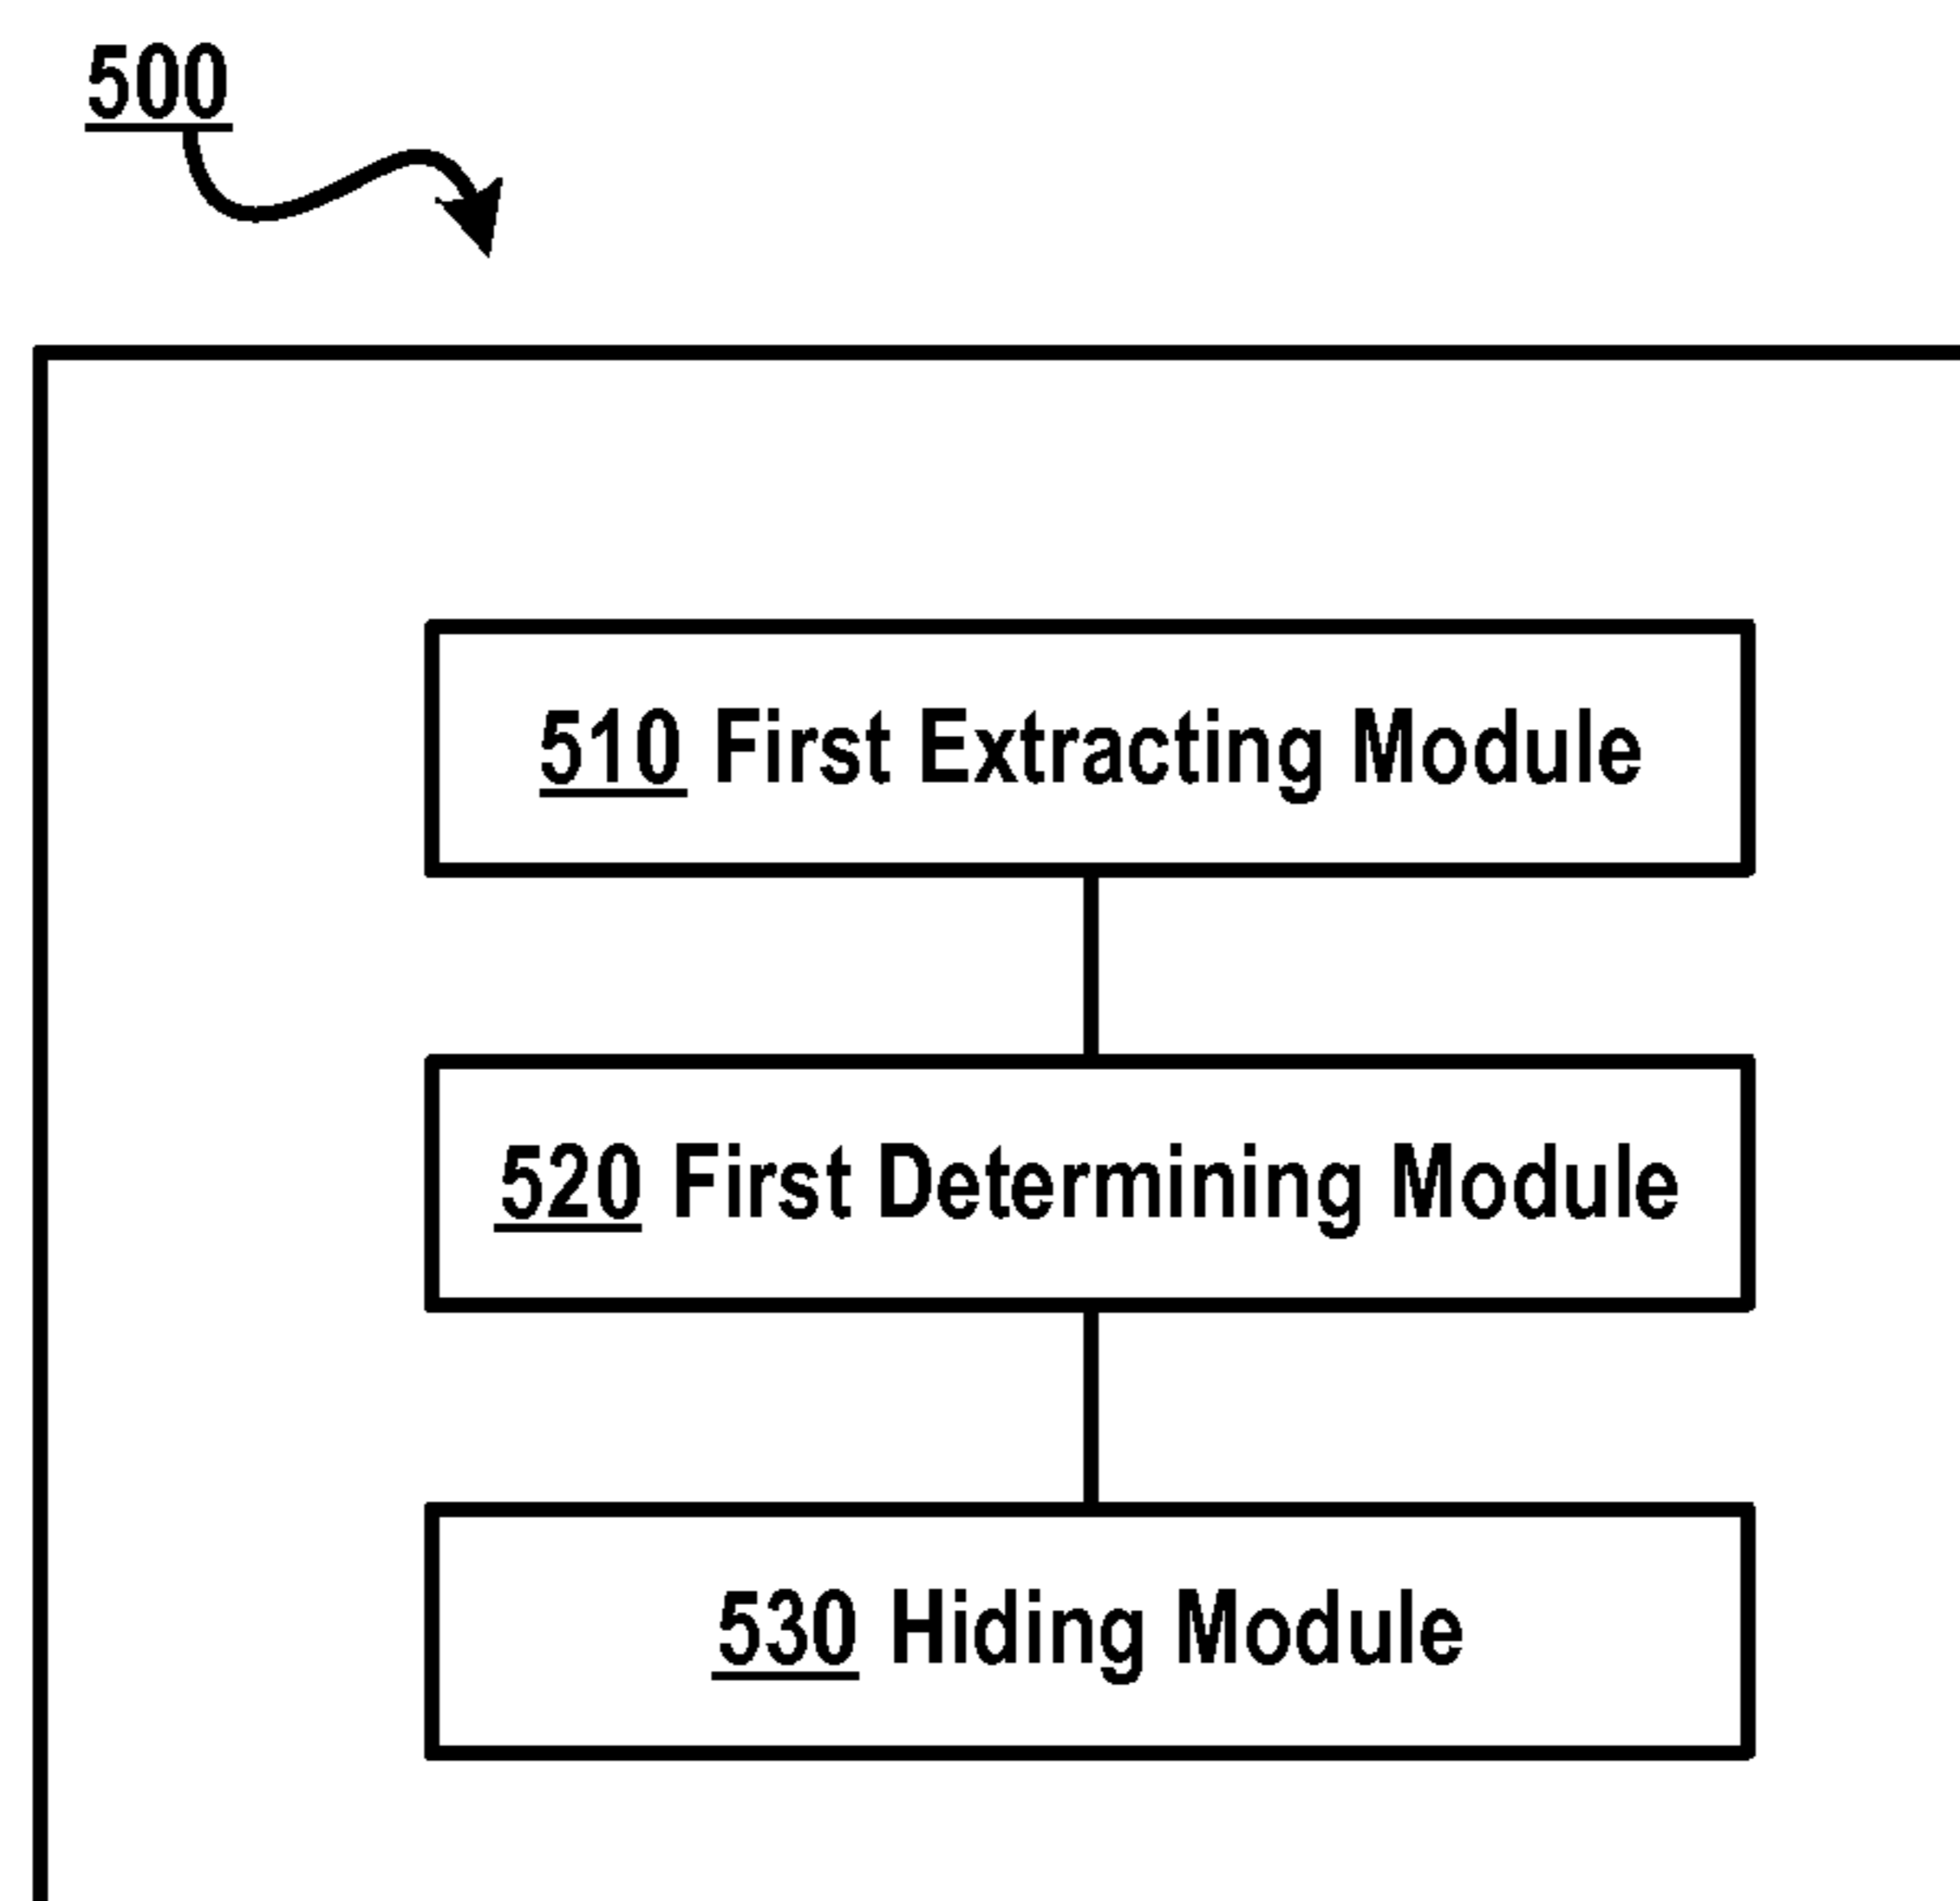 500
510 First Extracting Module
520 First Determining Module
530 Hiding Module